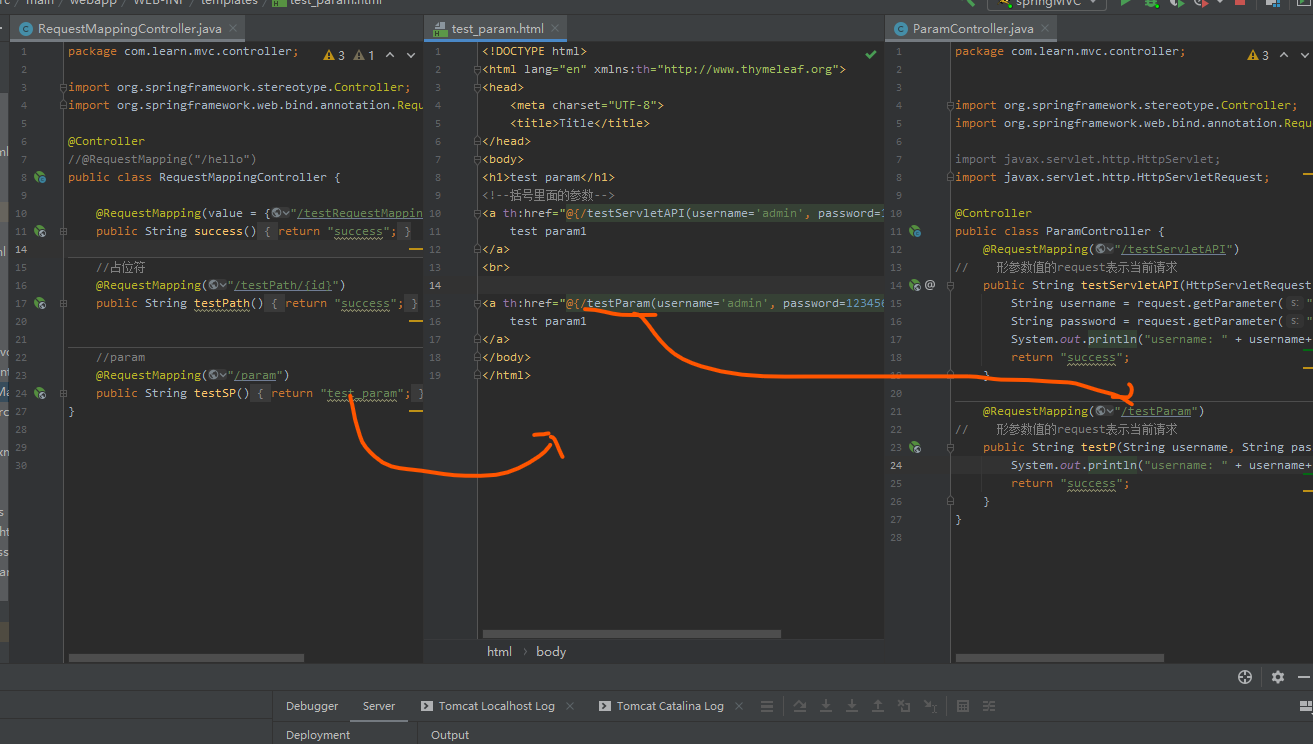 main
webapp
WEB-INF
templates
test_param.html
springMVC
RequestMappingController.java
test_param.html
ParamController.java
1 package com.learn.mvc.controller;
3 1
2
3 import org.springframework.stereotype.Controller;
4 import org.springframework.web.bind.annotation.Requ
5
6 @Controller
7 //@RequestMapping("/hello")
8 public class RequestMappingController {
9
10 @RequestMapping(value = {"/testRequestMappin
11 public String success() { return "success"; }
14
15 //占位符
16 @RequestMapping("/testPath/{id}")
17 public String testPath() { return "success"; }
20
21
22 //param
23 @RequestMapping("/param")
24 public String testSP() { return "test_param"; }
27 }
28
29
30
1 <!DOCTYPE html>
2 <html lang="en" xmlns:th="http://www.thymeleaf.org">
3 <head>
4 <meta charset="UTF-8">
5 <title>Title</title>
6 </head>
7 <body>
8 <h1>test param</h1>
9 <!--括号里面的参数-->
10 <a th:href="@{/testServletAPI(username='admin', password=1
11 test param1
12 </a>
13 <br>
14
15 <a th:href="@{/testParam(username='admin', password=123456
16 test param1
17 </a>
18 </body>
19 </html>
html › body
1 package com.learn.mvc.controller;
3
2
3
4 import org.springframework.stereotype.Controller;
5 import org.springframework.web.bind.annotation.Requ
6
7 import javax.servlet.http.HttpServlet;
8 import javax.servlet.http.HttpServletRequest;
9
10 @Controller
11 public class ParamController {
12 @RequestMapping("/testServletAPI")
13 // 形参数值的request表示当前请求
14 @ public String testServletAPI(HttpServletRequest
15 String username = request.getParameter( s: "
16 String password = request.getParameter( s: "
17 System.out.println("username: " + username+
18 return "success";
19 }
20
21 @RequestMapping("/testParam")
22 // 形参数值的request表示当前请求
23 public String testP(String username, String pas
24 System.out.println("username: " + username+
25 return "success";
26 }
27 }
28
Debugger
Server
Tomcat Localhost Log
Tomcat Catalina Log
Deployment
Output